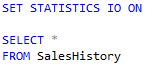 SET STATISTICS IO ON
SELECT *
FROM SalesHistory